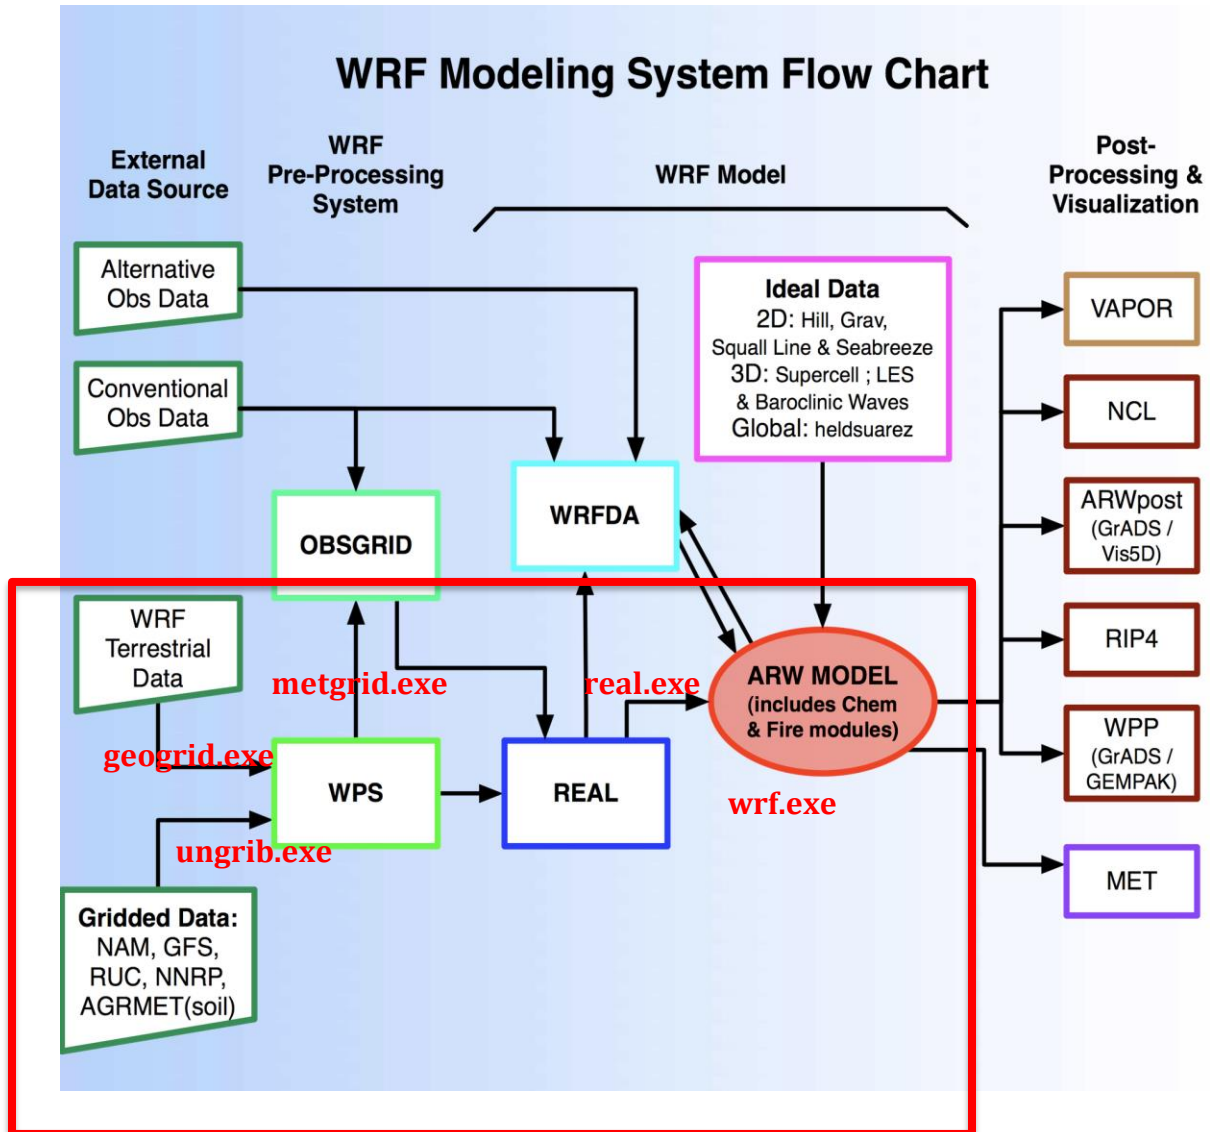 WRF Modeling System Flow Chart
External
Data Source
WRF
Pre-Processing
System
WRF Model
Post-
Processing &
Visualization
Alternative
Obs Data
Conventional
Obs Data
Ideal Data
2D: Hill, Grav,
Squall Line & Seabreeze
3D: Supercell ; LES
& Baroclinic Waves
Global: heldsuarez
OBSGRID
WRFDA
VAPOR
NCL
ARWpost
(GrADS /
Vis5D)
RIP4
WPP
(GrADS /
GEMPAK)
MET
WRF
Terrestrial
Data
metgrid.exe
real.exe
ARW MODEL
(includes Chem
& Fire modules)
geogrid.exe
WPS
REAL
wrf.exe
ungrib.exe
Gridded Data:
NAM, GFS,
RUC, NNRP,
AGRMET(soil)